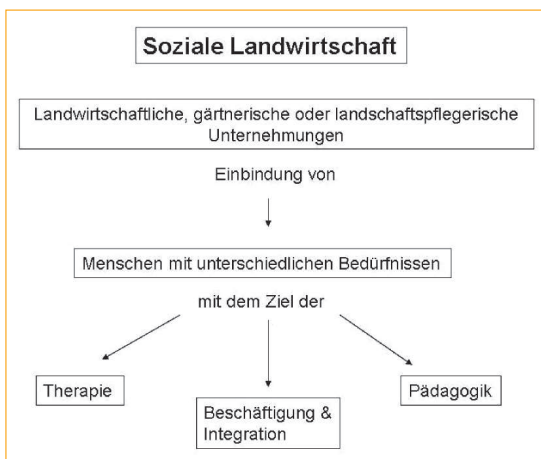 Soziale Landwirtschaft
Landwirtschaftliche, gärtnerische oder landschaftspflegerische
Unternehmungen
Einbindung von
Menschen mit unterschiedlichen Bedürfnissen
mit dem Ziel der
Therapie
Beschäftigung &
Integration
Pädagogik